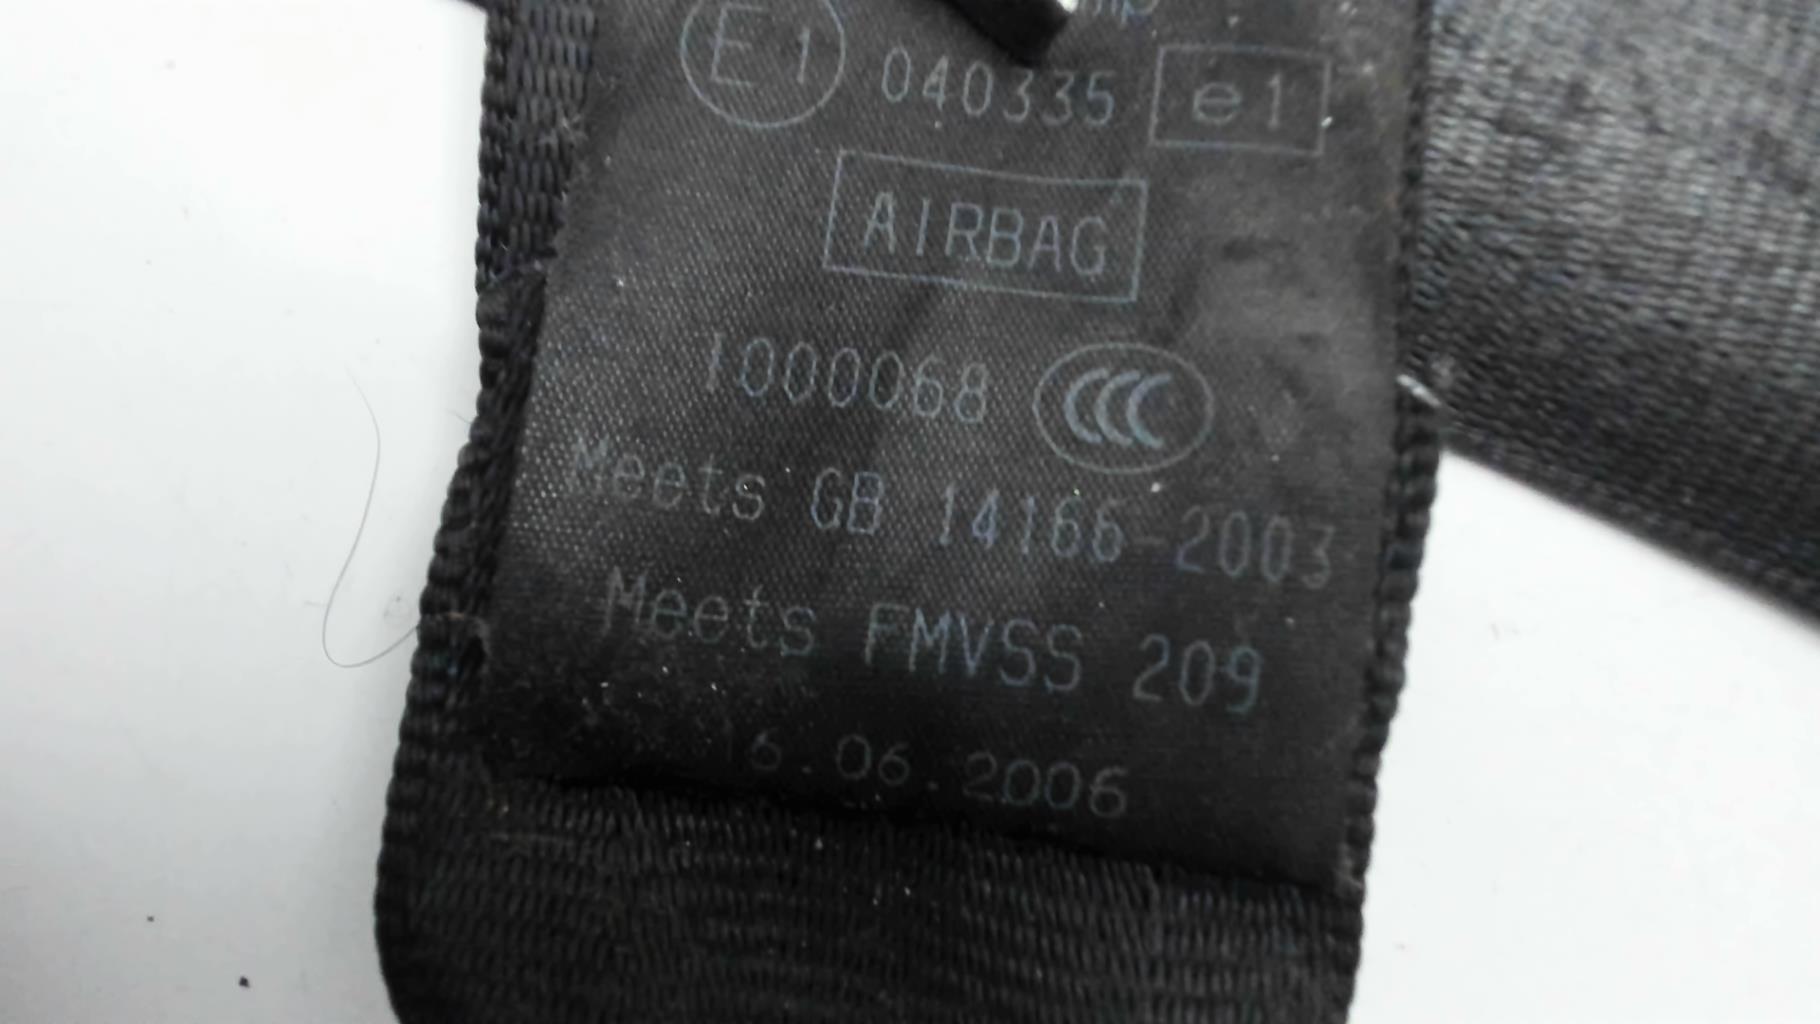 E1 040335 e1
AIRBAG
1000068 CCC
Meets GB 14166-2003
Meets FMVSS 209
16.06.2006